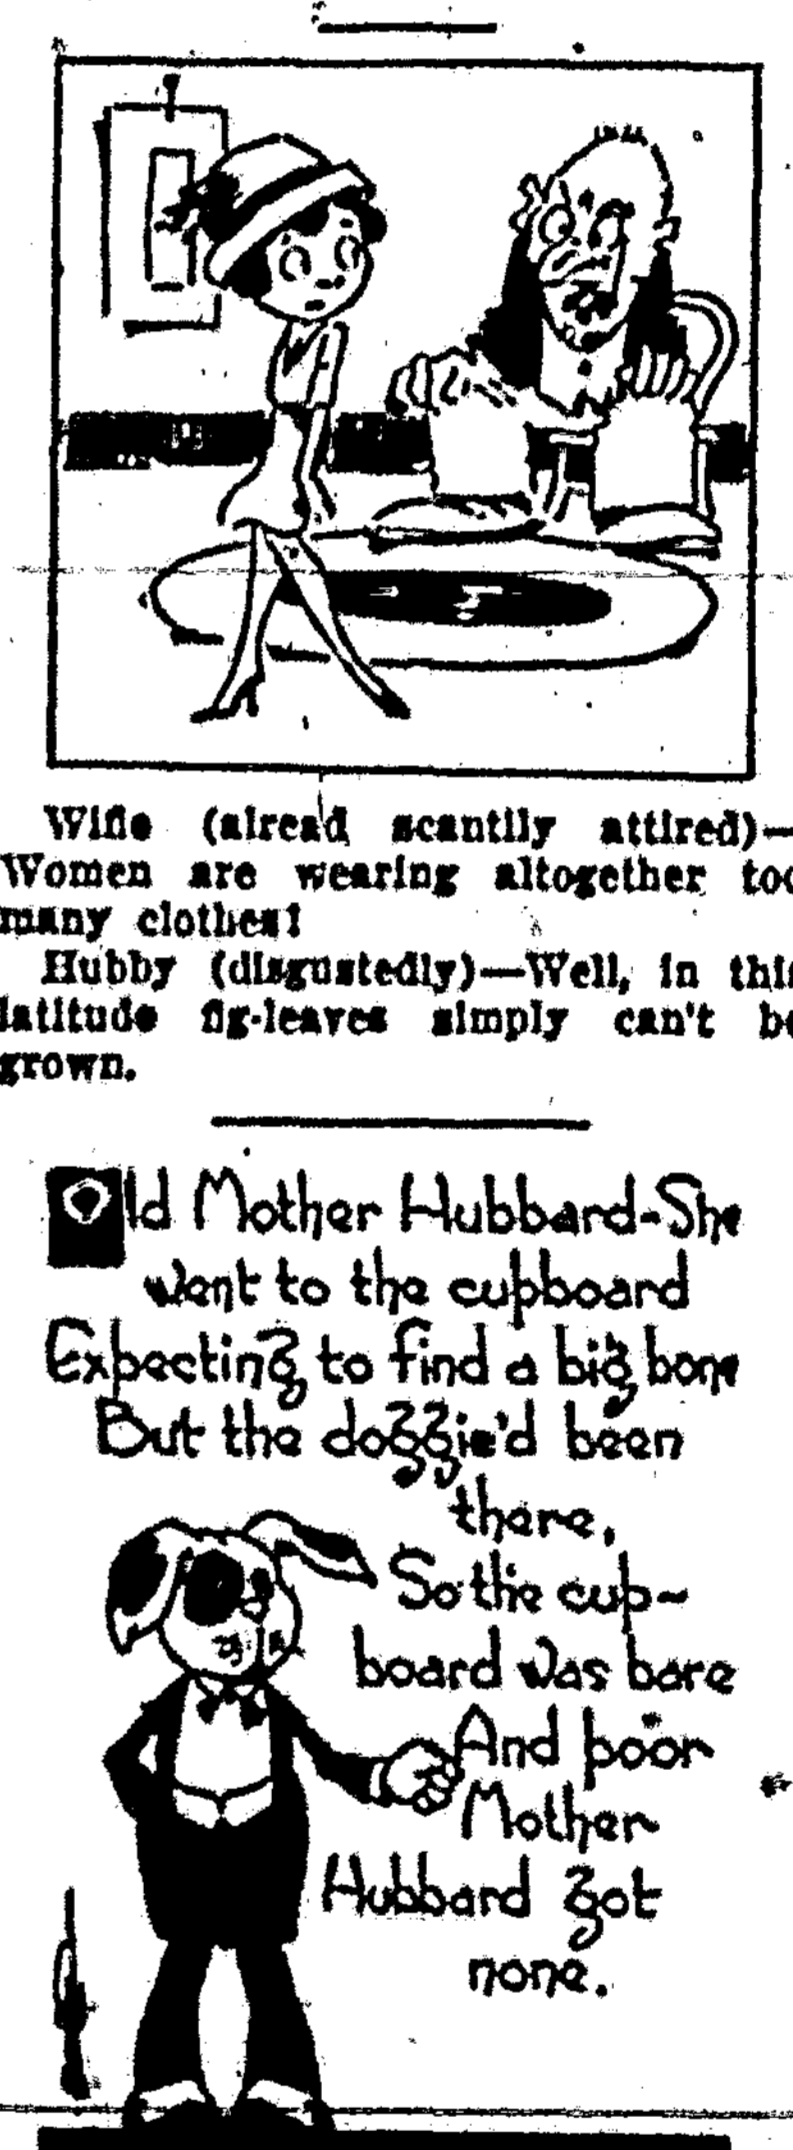 Wifie (alread scantily attired)—
Women are wearing altogether too
many clothes!
Hubby (disgustedly)—Well, in this
latitude fig-leaves simply can't be
grown.
Old Mother Hubbard-She
went to the cupboard
Expecting to find a big bone
But the doggie'd been
there,
So the cup-
board was bare
And poor
Mother
Hubbard got
none.